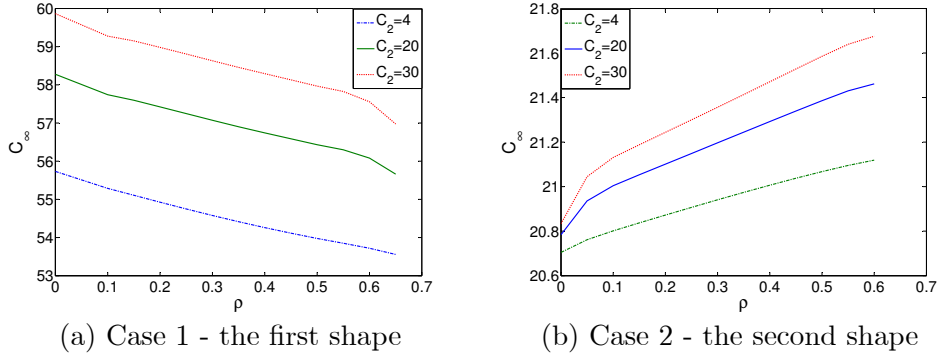 60
59
58
57
56
55
54
53
0 0.1 0.2 0.3 0.4 0.5 0.6 0.7
C∞
ρ
C₂=4
C₂=20
C₂=30
(a) Case 1 - the first shape
21.8
21.6
21.4
21.2
21
20.8
20.6
0 0.1 0.2 0.3 0.4 0.5 0.6 0.7
C∞
ρ
C₂=4
C₂=20
C₂=30
(b) Case 2 - the second shape